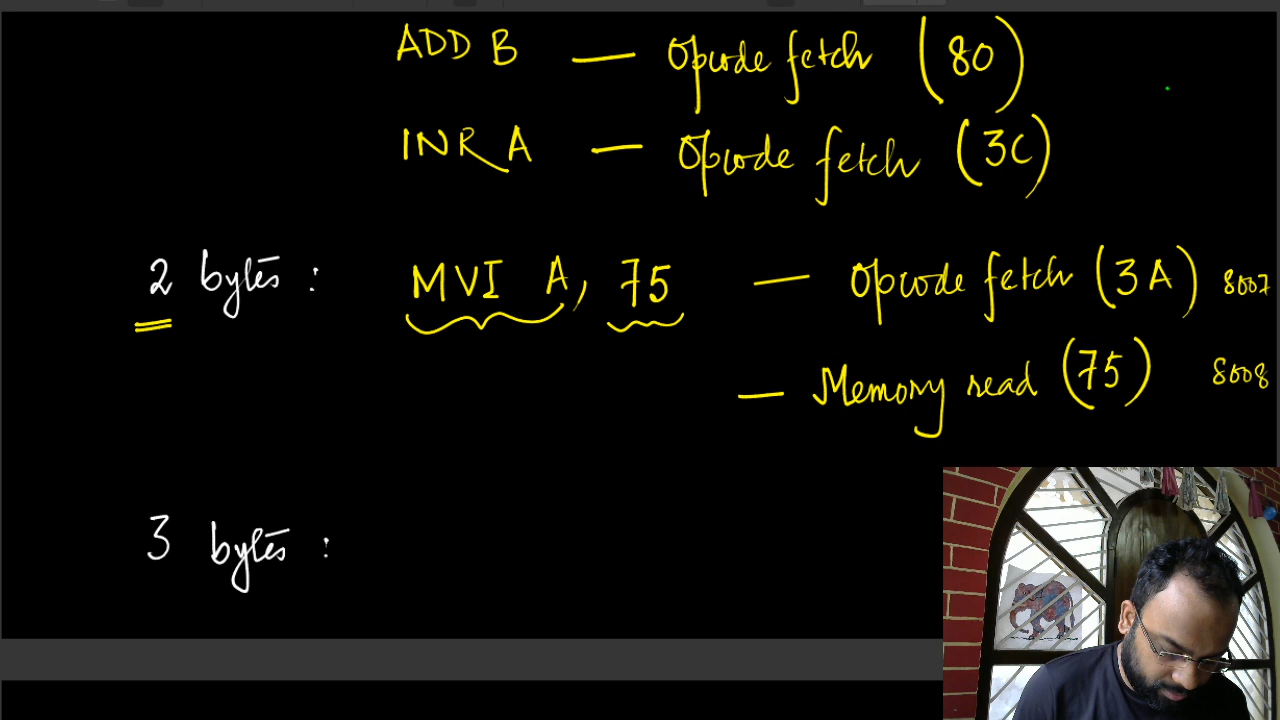 ADD B — Opcode fetch (80)
INR A — Opcode fetch (3C)
2 bytes : MVI A, 75 — Opcode fetch (3A) 8007
— Memory read (75) 8008
3 bytes :